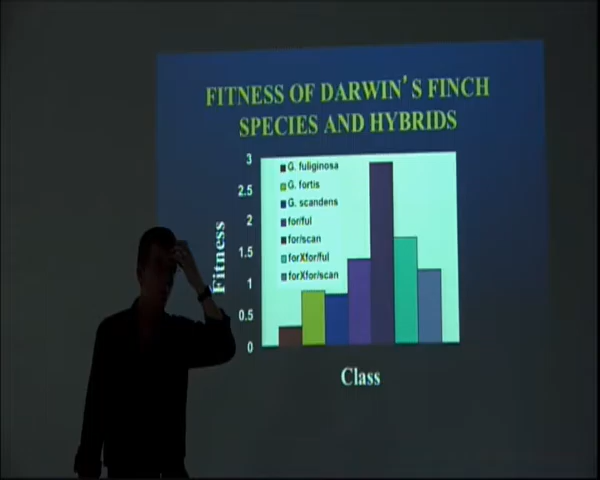 FITNESS OF DARWIN'S FINCH
SPECIES AND HYBRIDS
3
2.5
2
1.5
1
0.5
0
Fitness
G. fuliginosa
G. fortis
G. scandens
for/ful
for/scan
forXfor/ful
forXfor/scan
Class